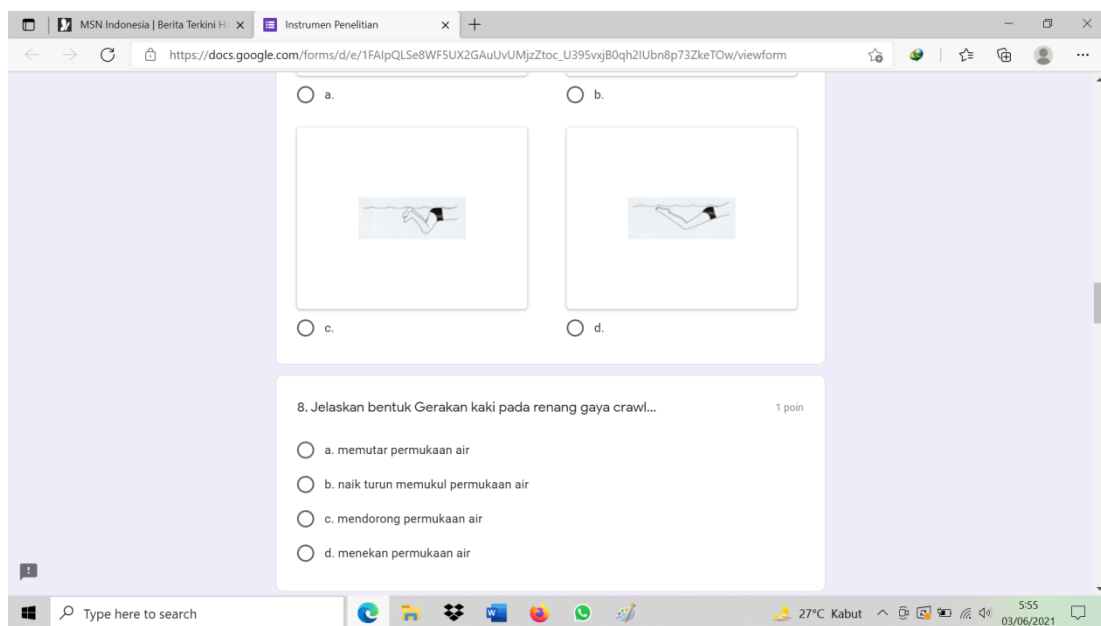 MSN Indonesia | Berita Terkini H
Instrumen Penelitian
https://docs.google.com/forms/d/e/1FAIpQLSe8WF5UX2GAuUvUMjzZtoc_U395vxjB0qh2IUbn8p73ZkeTOw/viewform
a.
b.
c.
d.
8. Jelaskan bentuk Gerakan kaki pada renang gaya crawl...
1 poin
a. memutar permukaan air
b. naik turun memukul permukaan air
c. mendorong permukaan air
d. menekan permukaan air
Type here to search
27°C Kabut
5:55
03/06/2021